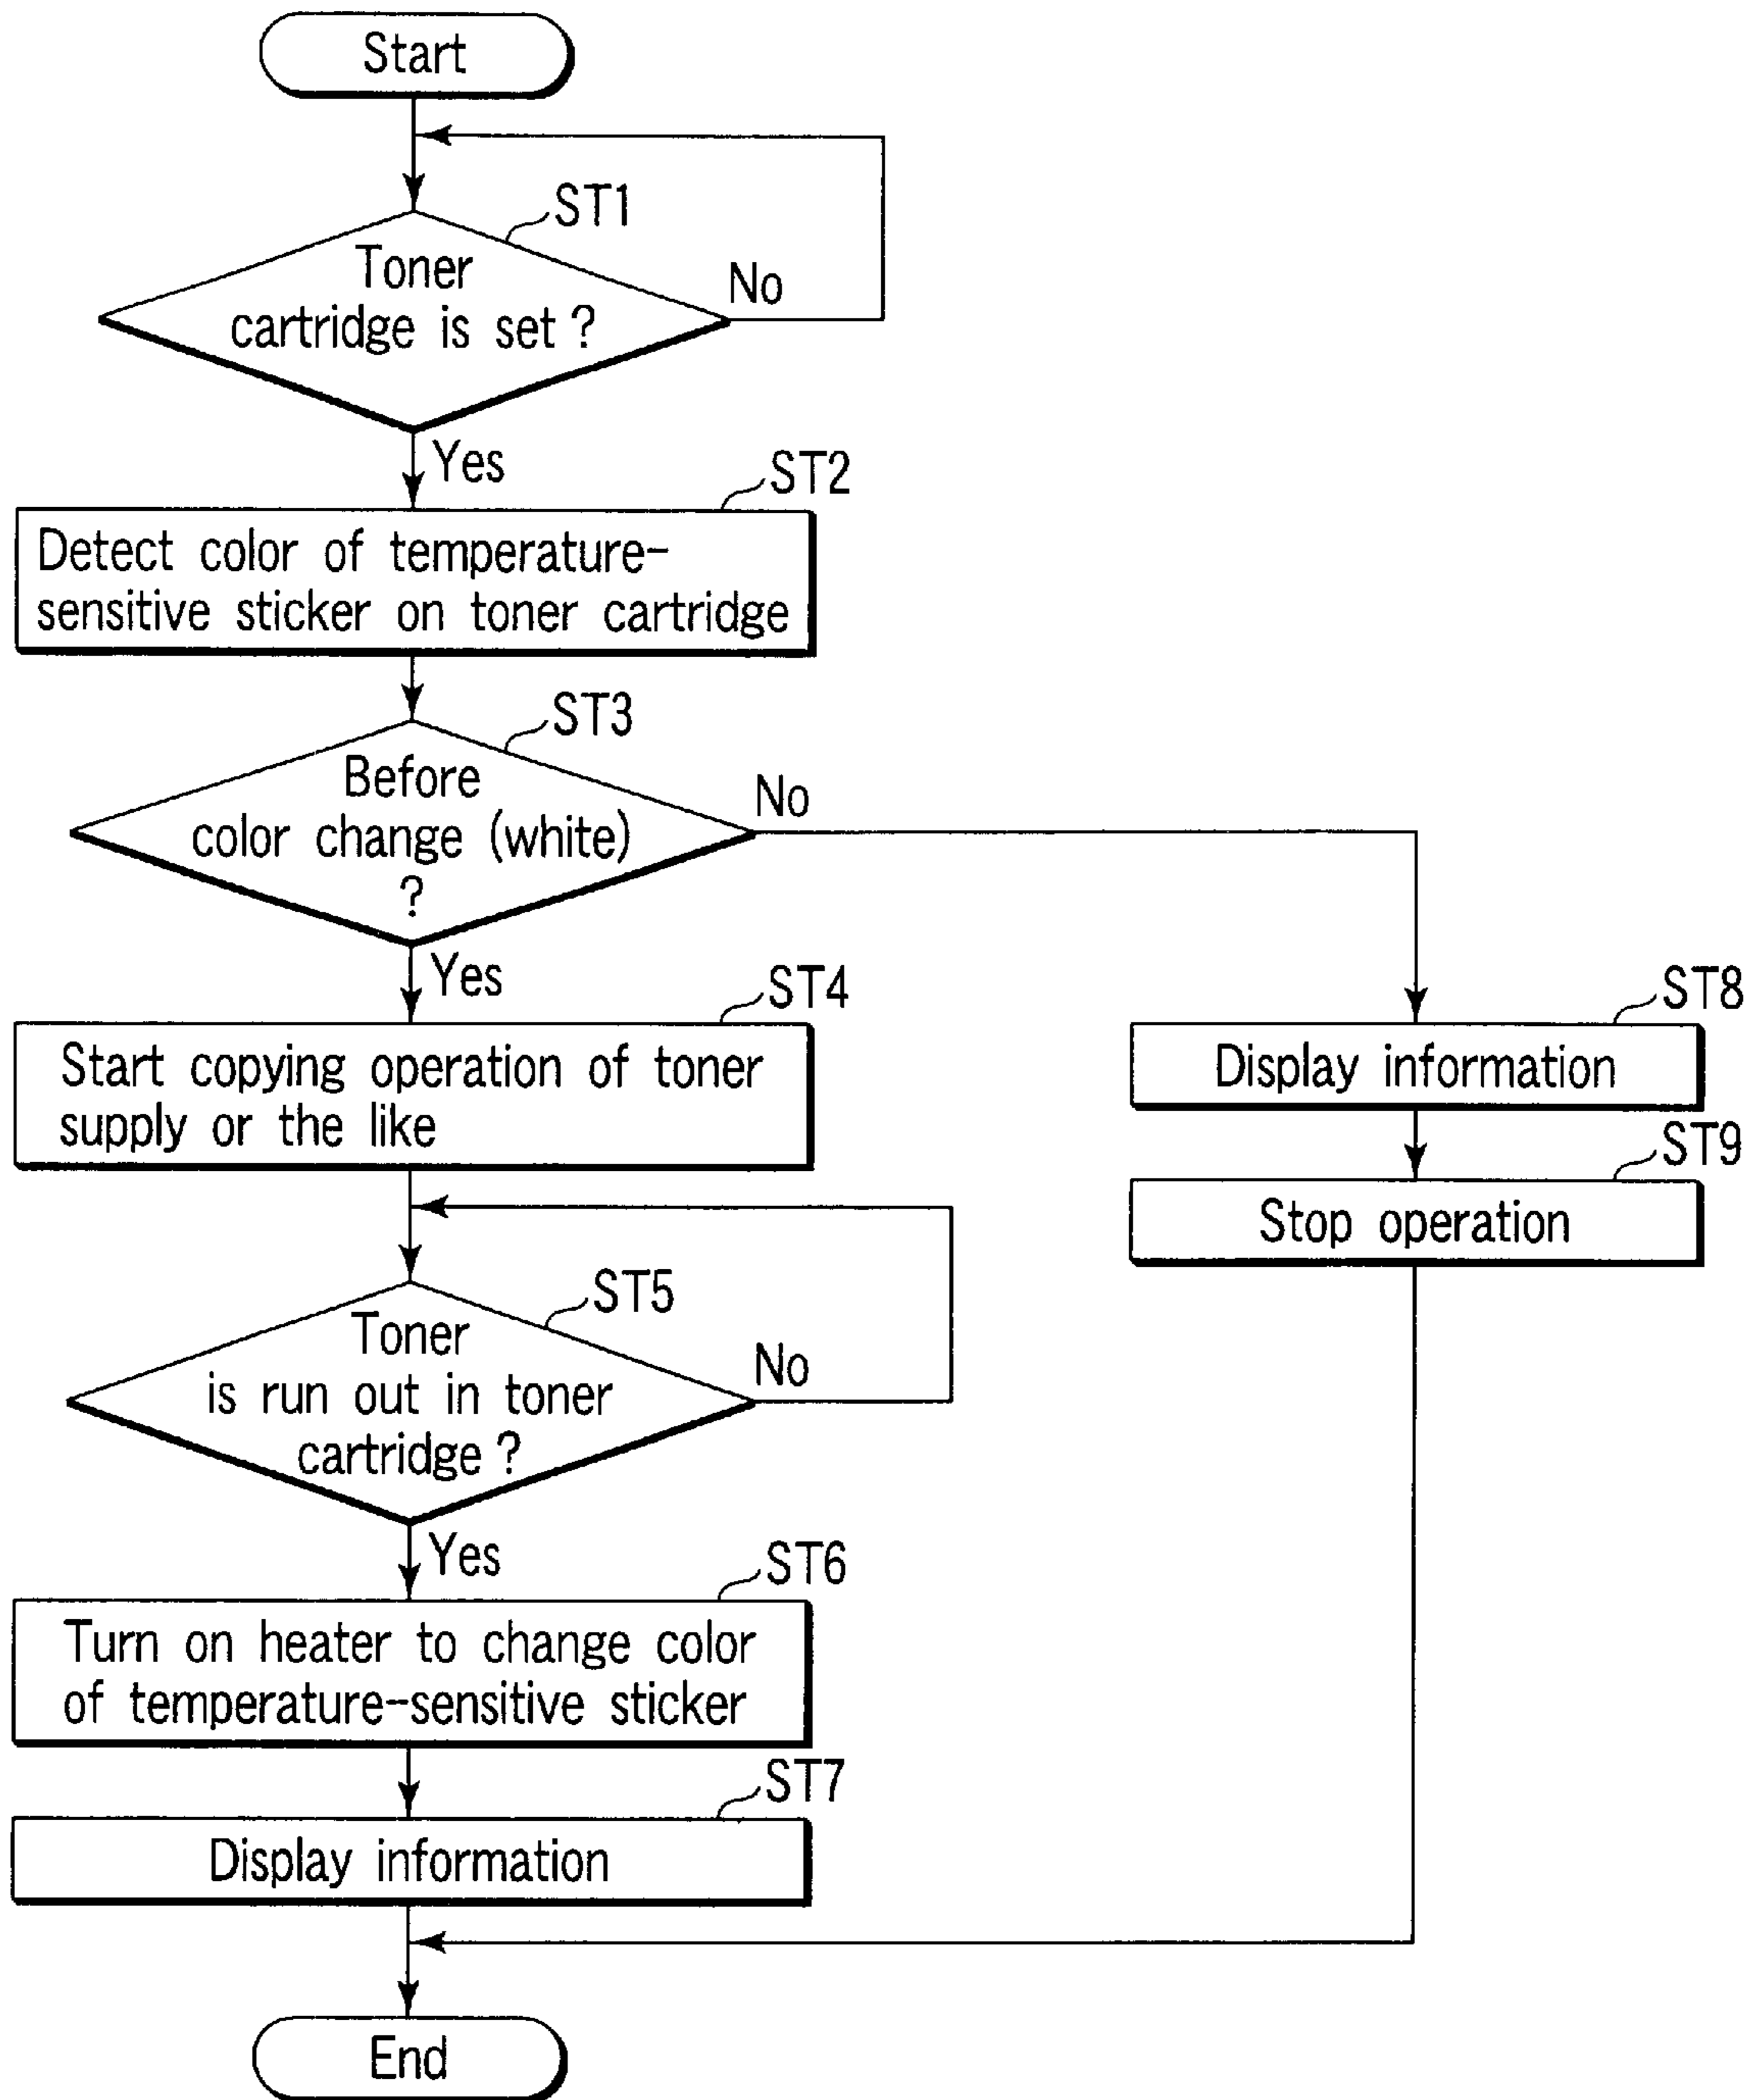 Start
ST1
Toner
cartridge is set ?
No
Yes
ST2
Detect color of temperature-
sensitive sticker on toner cartridge
ST3
Before
color change (white)
?
No
Yes
ST4
Start copying operation of toner
supply or the like
ST8
Display information
ST9
Stop operation
ST5
Toner
is run out in toner
cartridge ?
No
Yes
ST6
Turn on heater to change color
of temperature-sensitive sticker
ST7
Display information
End